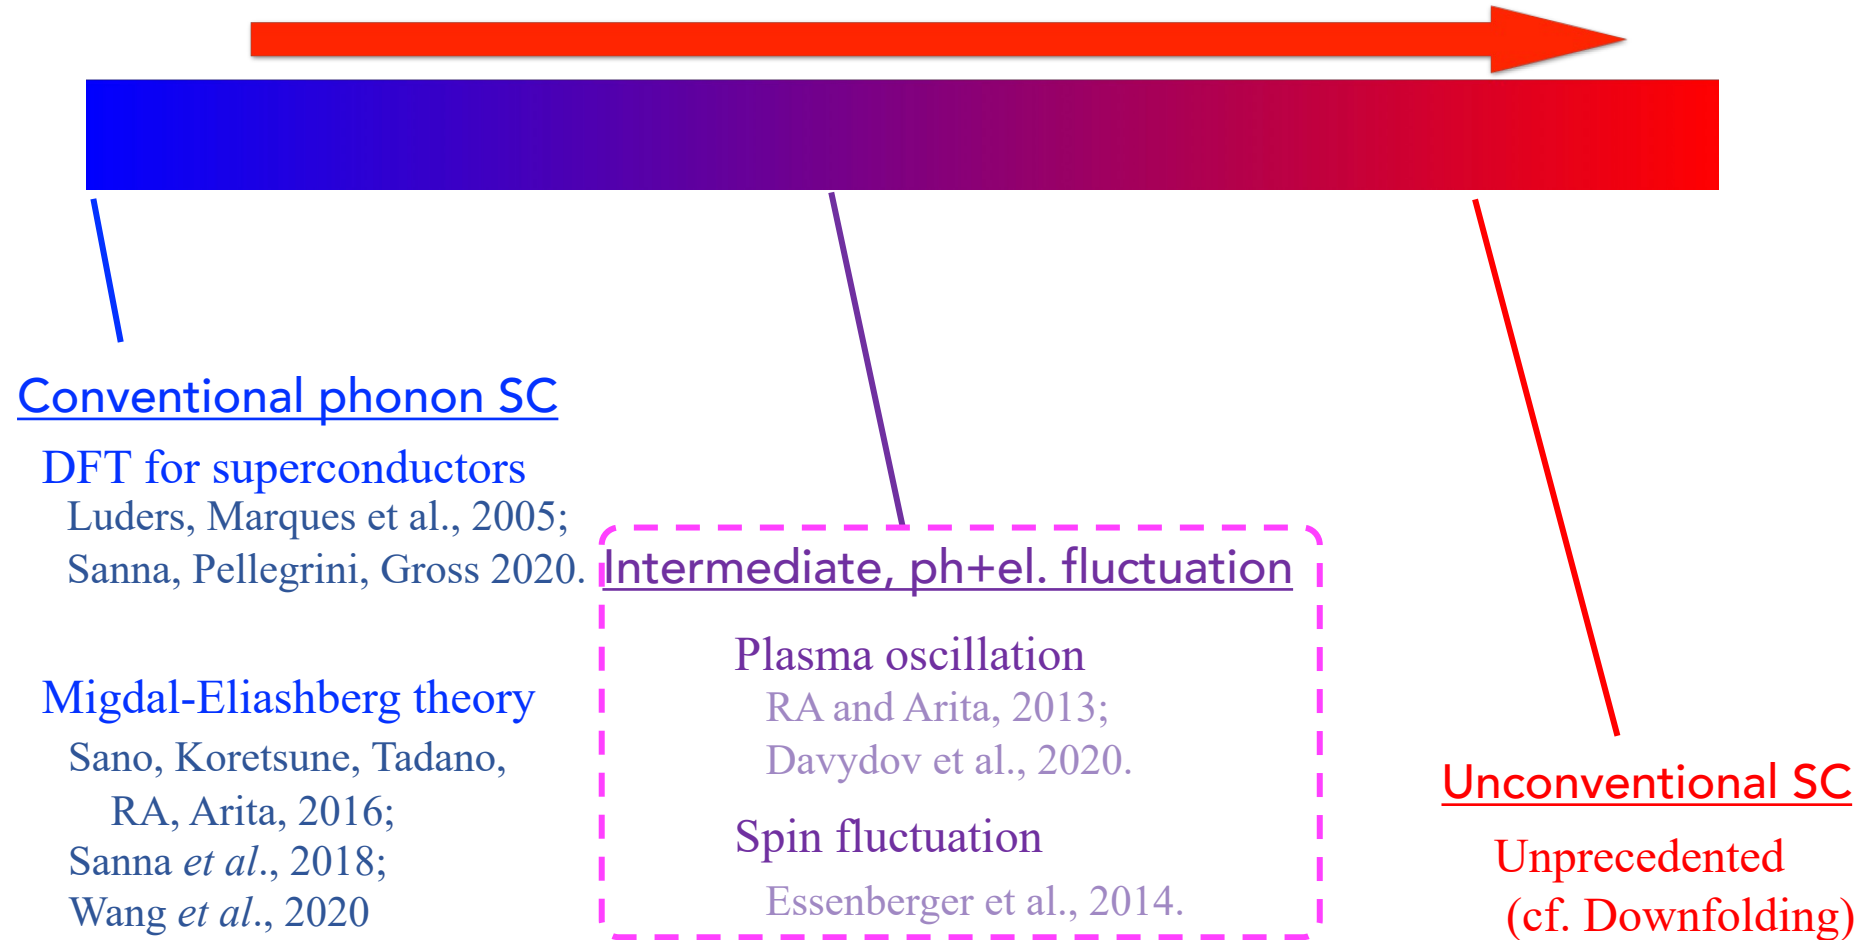 Conventional phonon SC
DFT for superconductors
Luders, Marques et al., 2005;
Sanna, Pellegrini, Gross 2020.
Migdal-Eliashberg theory
Sano, Koretsune, Tadano,
RA, Arita, 2016;
Sanna et al., 2018;
Wang et al., 2020
Intermediate, ph+el. fluctuation
Plasma oscillation
RA and Arita, 2013;
Davydov et al., 2020.
Spin fluctuation
Essenberger et al., 2014.
Unconventional SC
Unprecedented
(cf. Downfolding)